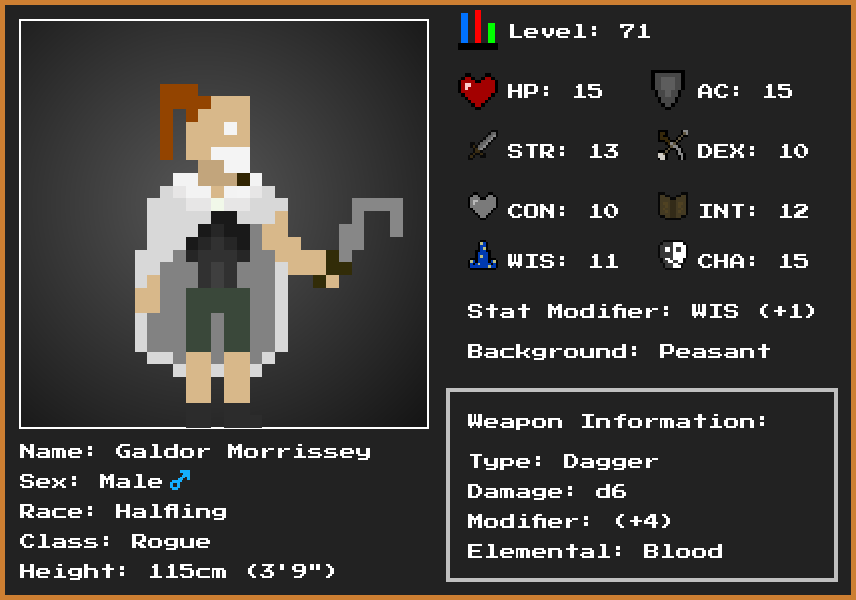 Level: 71
HP: 15 AC: 15
STR: 13 DEX: 10
CON: 10 INT: 12
WIS: 11 CHA: 15
Stat Modifier: WIS (+1)
Background: Peasant
Weapon Information:
Type: Dagger
Damage: d6
Modifier: (+4)
Elemental: Blood
Name: Galdor Morrissey
Sex: Male ♂
Race: Halfling
Class: Rogue
Height: 115cm (3'9")